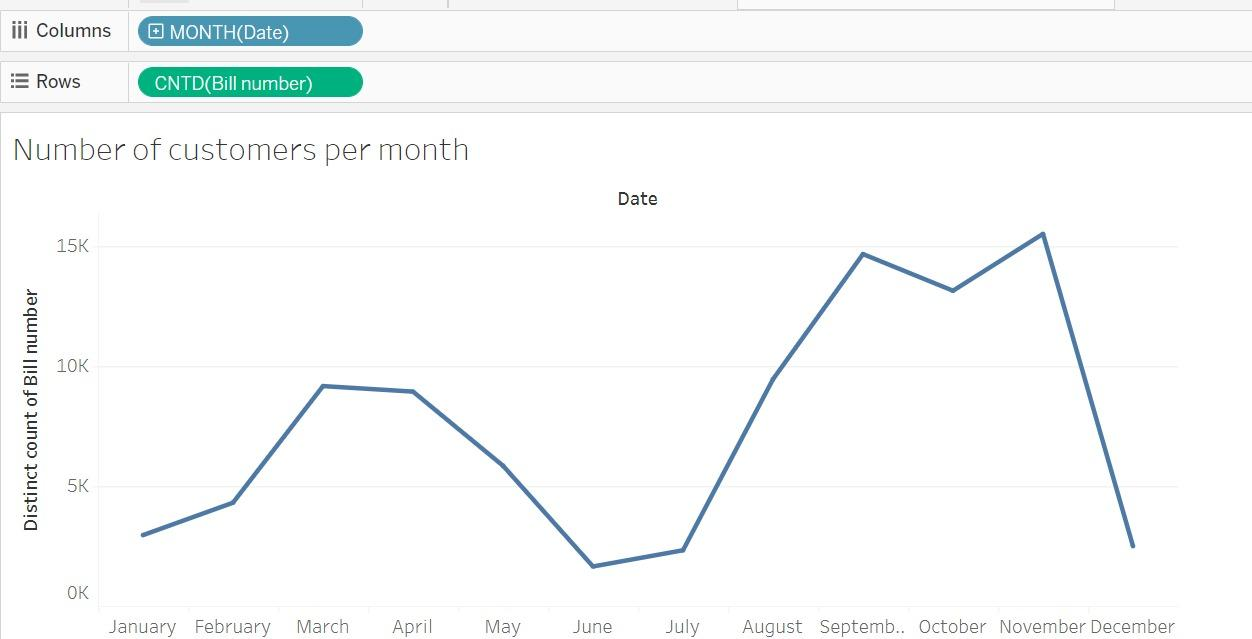 Columns
MONTH(Date)
Rows
CNTD(Bill number)
Number of customers per month
Date
Distinct count of Bill number
15K
10K
5K
0K
January February March April May June July August Septemb.. October November December